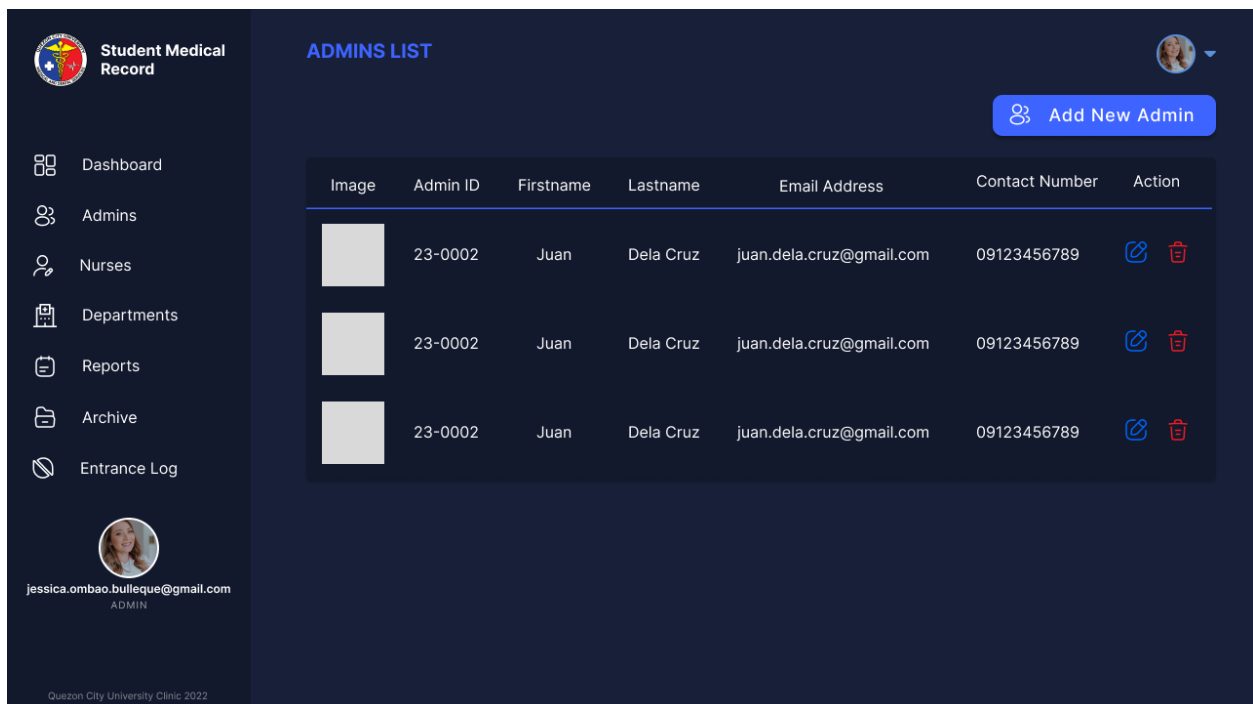 Student Medical
Record
ADMINS LIST
Add New Admin
Dashboard
Admins
Nurses
Departments
Reports
Archive
Entrance Log
Image Admin ID Firstname Lastname Email Address Contact Number Action
23-0002 Juan Dela Cruz juan.dela.cruz@gmail.com 09123456789
23-0002 Juan Dela Cruz juan.dela.cruz@gmail.com 09123456789
23-0002 Juan Dela Cruz juan.dela.cruz@gmail.com 09123456789
jessica.ombao.bulleque@gmail.com
ADMIN
Quezon City University Clinic 2022